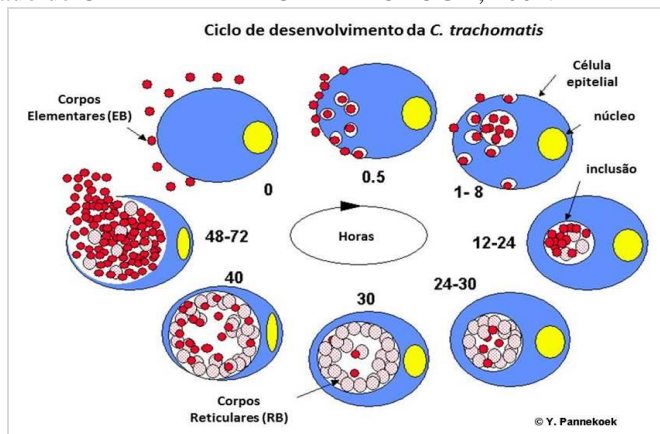 Ciclo de desenvolvimento da C. trachomatis
Corpos
Elementares (EB)
Célula
epitelial
núcleo
inclusão
0
0.5
1- 8
12-24
24-30
30
40
48-72
Horas
Corpos
Reticulares (RB)
© Y. Pannekoek